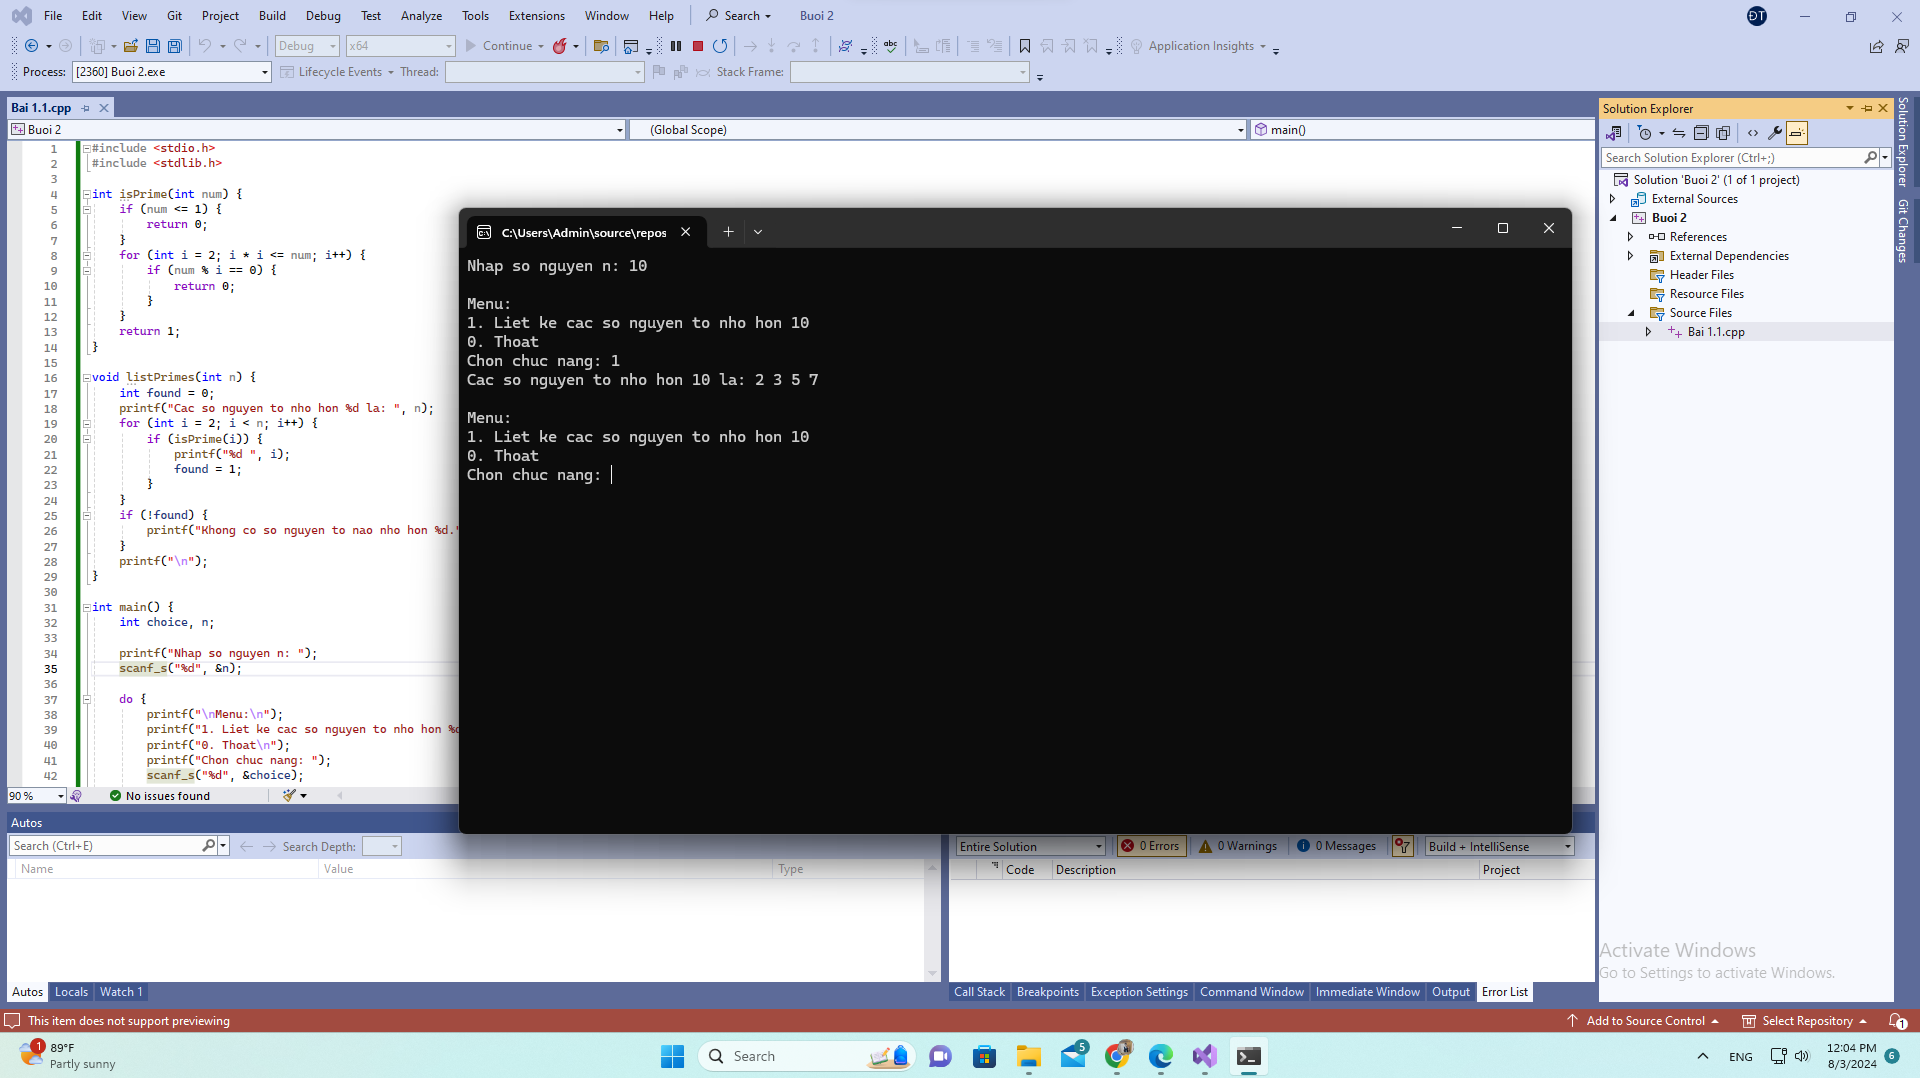 File Edit View Git Project Build Debug Test Analyze Tools Extensions Window Help Search Buoi 2 ĐT
Debug x64 Continue Application Insights
Process: [2360] Buoi 2.exe Lifecycle Events Thread: Stack Frame:
Bai 1.1.cpp
Buoi 2 (Global Scope) main()
1 #include <stdio.h>
2 #include <stdlib.h>
3
4 int isPrime(int num) {
5 if (num <= 1) {
6 return 0;
7 }
8 for (int i = 2; i * i <= num; i++) {
9 if (num % i == 0) {
10 return 0;
11 }
12 }
13 return 1;
14 }
15
16 void listPrimes(int n) {
17 int found = 0;
18 printf("Cac so nguyen to nho hon %d la: ", n);
19 for (int i = 2; i < n; i++) {
20 if (isPrime(i)) {
21 printf("%d ", i);
22 found = 1;
23 }
24 }
25 if (!found) {
26 printf("Khong co so nguyen to nao nho hon %d."
27 }
28 printf("\n");
29 }
30
31 int main() {
32 int choice, n;
33
34 printf("Nhap so nguyen n: ");
35 scanf_s("%d", &n);
36
37 do {
38 printf("\nMenu:\n");
39 printf("1. Liet ke cac so nguyen to nho hon %d
40 printf("0. Thoat\n");
41 printf("Chon chuc nang: ");
42 scanf_s("%d", &choice);
90 % No issues found
C:\Users\Admin\source\repos
Nhap so nguyen n: 10
Menu:
1. Liet ke cac so nguyen to nho hon 10
0. Thoat
Chon chuc nang: 1
Cac so nguyen to nho hon 10 la: 2 3 5 7
Menu:
1. Liet ke cac so nguyen to nho hon 10
0. Thoat
Chon chuc nang:
Solution Explorer
Search Solution Explorer (Ctrl+;)
Solution 'Buoi 2' (1 of 1 project)
External Sources
Buoi 2
References
External Dependencies
Header Files
Resource Files
Source Files
Bai 1.1.cpp
Solution Explorer
Git Changes
Autos
Search (Ctrl+E) Search Depth:
Name Value Type
Autos Locals Watch 1
Entire Solution 0 Errors 0 Warnings 0 Messages Build + IntelliSense
Code Description Project
Call Stack Breakpoints Exception Settings Command Window Immediate Window Output Error List
Activate Windows
Go to Settings to activate Windows.
This item does not support previewing Add to Source Control Select Repository 1
1 89°F
Partly sunny
Search
5
ENG
12:04 PM
8/3/2024
6